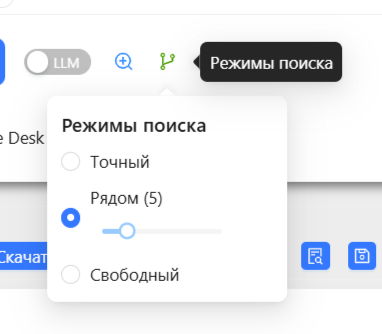 LLM
Режимы поиска
Режимы поиска
Точный
e Desk
Рядом (5)
Скачат
Свободный